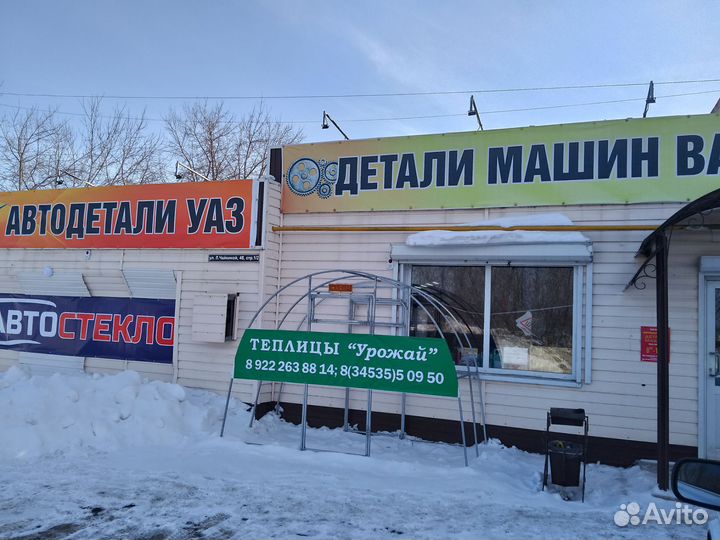 АВТОДЕТАЛИ УАЗ
ДЕТАЛИ МАШИН ВА
АВТОСТЕКЛО
ТЕПЛИЦЫ "Урожай"
8 922 263 88 14; 8(34535)5 09 50
Avito